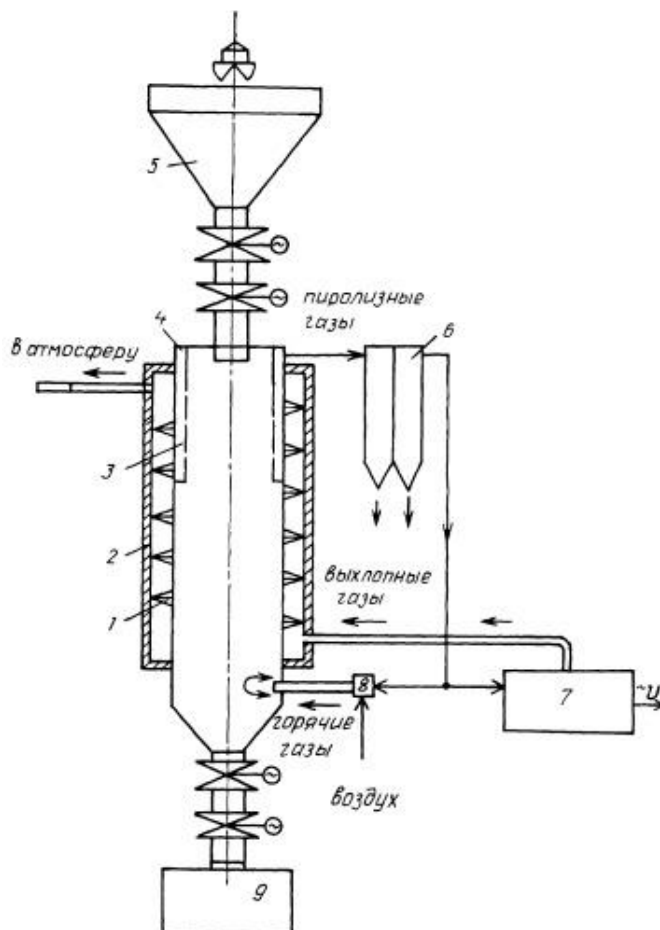 5
пиролизные
газы
4
6
в атмосферу
3
2
выхлопные
газы
1
8
7
~U
горячие
газы
воздух
9